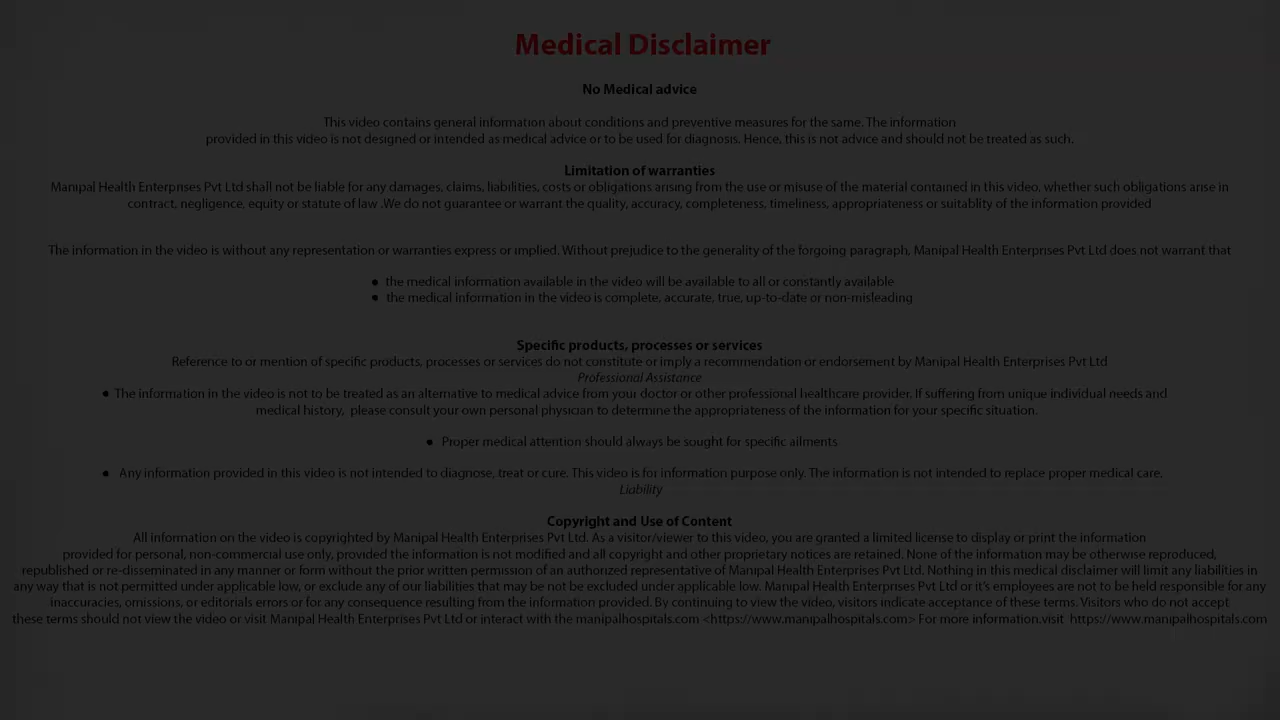 Medical Disclaimer
No Medical advice
This video contains general information about conditions and preventive measures for the same. The information
provided in this video is not designed or intended as medical advice or to be used for diagnosis. Hence, this is not advice and should not be treated as such.
Limitation of warranties
Manipal Health Enterprises Pvt Ltd shall not be liable for any damages, claims, liabilities, costs or obligations arising from the use or misuse of the material contained in this video, whether such obligations arise in
contract, negligence, equity or statute of law .We do not guarantee or warrant the quality, accuracy, completeness, timeliness, appropriateness or suitablity of the information provided
The information in the video is without any representation or warranties express or implied. Without prejudice to the generality of the forgoing paragraph, Manipal Health Enterprises Pvt Ltd does not warrant that
● the medical information available in the video will be available to all or constantly available
● the medical information in the video is complete, accurate, true, up-to-date or non-misleading
Specific products, processes or services
Reference to or mention of specific products, processes or services do not constitute or imply a recommendation or endorsement by Manipal Health Enterprises Pvt Ltd
Professional Assistance
● The information in the video is not to be treated as an alternative to medical advice from your doctor or other professional healthcare provider. If suffering from unique individual needs and
medical history, please consult your own personal physician to determine the appropriateness of the information for your specific situation.
● Proper medical attention should always be sought for specific ailments
● Any information provided in this video is not intended to diagnose, treat or cure. This video is for information purpose only. The information is not intended to replace proper medical care.
Liability
Copyright and Use of Content
All information on the video is copyrighted by Manipal Health Enterprises Pvt Ltd. As a visitor/viewer to this video, you are granted a limited license to display or print the information
provided for personal, non-commercial use only, provided the information is not modified and all copyright and other proprietary notices are retained. None of the information may be otherwise reproduced,
republished or re-disseminated in any manner or form without the prior written permission of an authorized representative of Manipal Health Enterprises Pvt Ltd. Nothing in this medical disclaimer will limit any liabilities in
any way that is not permitted under applicable low, or exclude any of our liabilities that may be not be excluded under applicable low. Manipal Health Enterprises Pvt Ltd or it's employees are not to be held responsible for any
inaccuracies, omissions, or editorials errors or for any consequence resulting from the information provided. By continuing to view the video, visitors indicate acceptance of these terms. Visitors who do not accept
these terms should not view the video or visit Manipal Health Enterprises Pvt Ltd or interact with the manipalhospitals.com <https://www.manipalhospitals.com> For more information.visit https://www.manipalhospitals.com